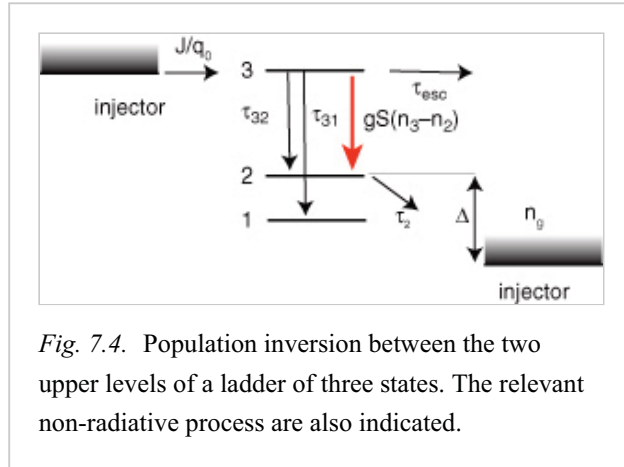 J/q₀
injector
3
τesc
τ32
τ31
gS(n₃–n₂)
2
1
τ₂
Δ
n_g
injector
Fig. 7.4. Population inversion between the two
upper levels of a ladder of three states. The relevant
non-radiative process are also indicated.